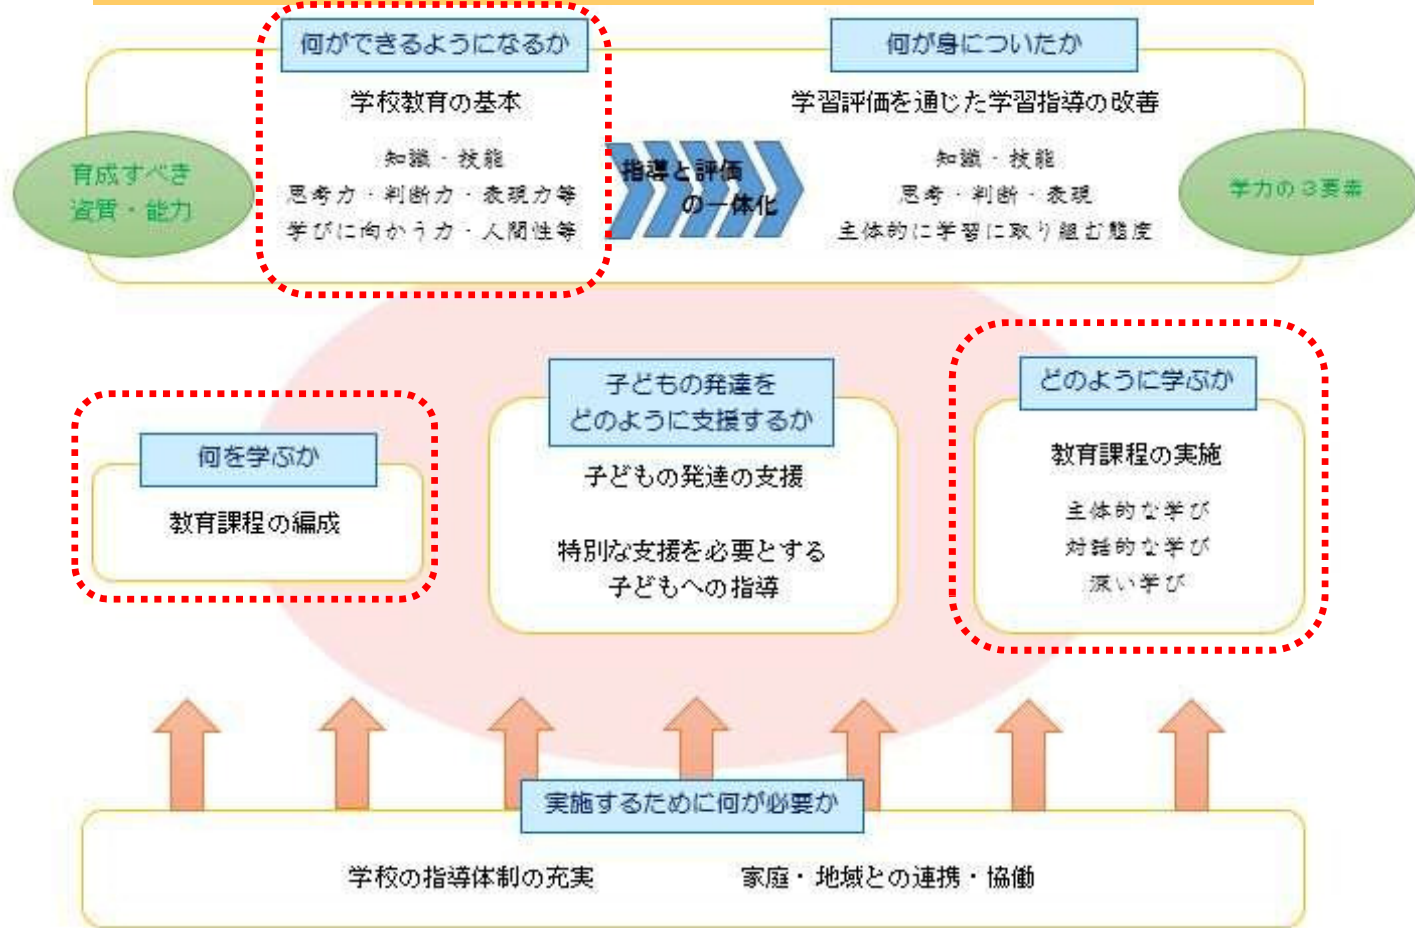 何ができるようになるか
学校教育の基本
知識・技能
思考力・判断力・表現力等
学びに向かう力・人間性等
育成すべき
資質・能力
指導と評価
の一体化
何が身についたか
学習評価を通じた学習指導の改善
知識・技能
思考・判断・表現
主体的に学習に取り組む態度
学力の３要素
何を学ぶか
教育課程の編成
子どもの発達を
どのように支援するか
子どもの発達の支援
特別な支援を必要とする
子どもへの指導
どのように学ぶか
教育課程の実施
主体的な学び
対話的な学び
深い学び
実施するために何が必要か
学校の指導体制の充実
家庭・地域との連携・協働